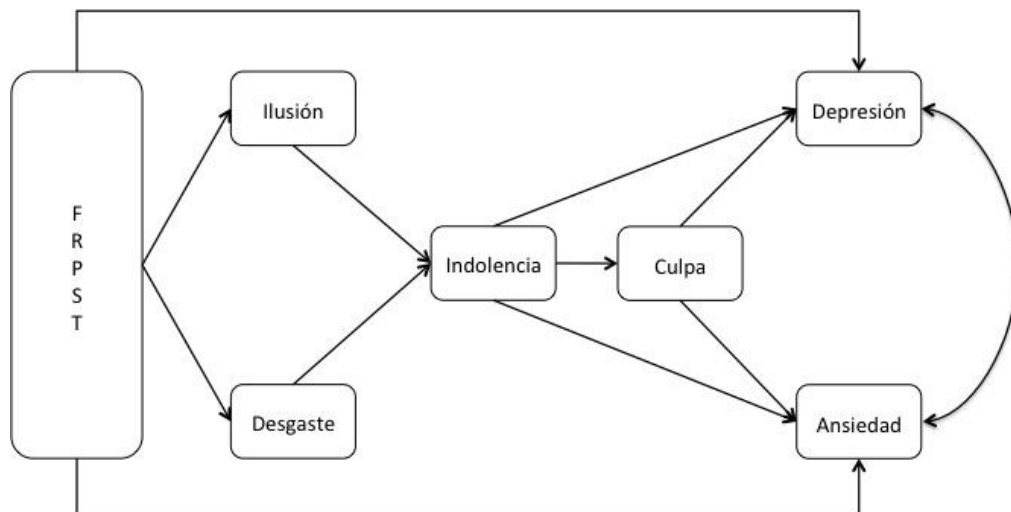 F
R
P
S
T
Ilusión
Desgaste
Indolencia
Culpa
Depresión
Ansiedad